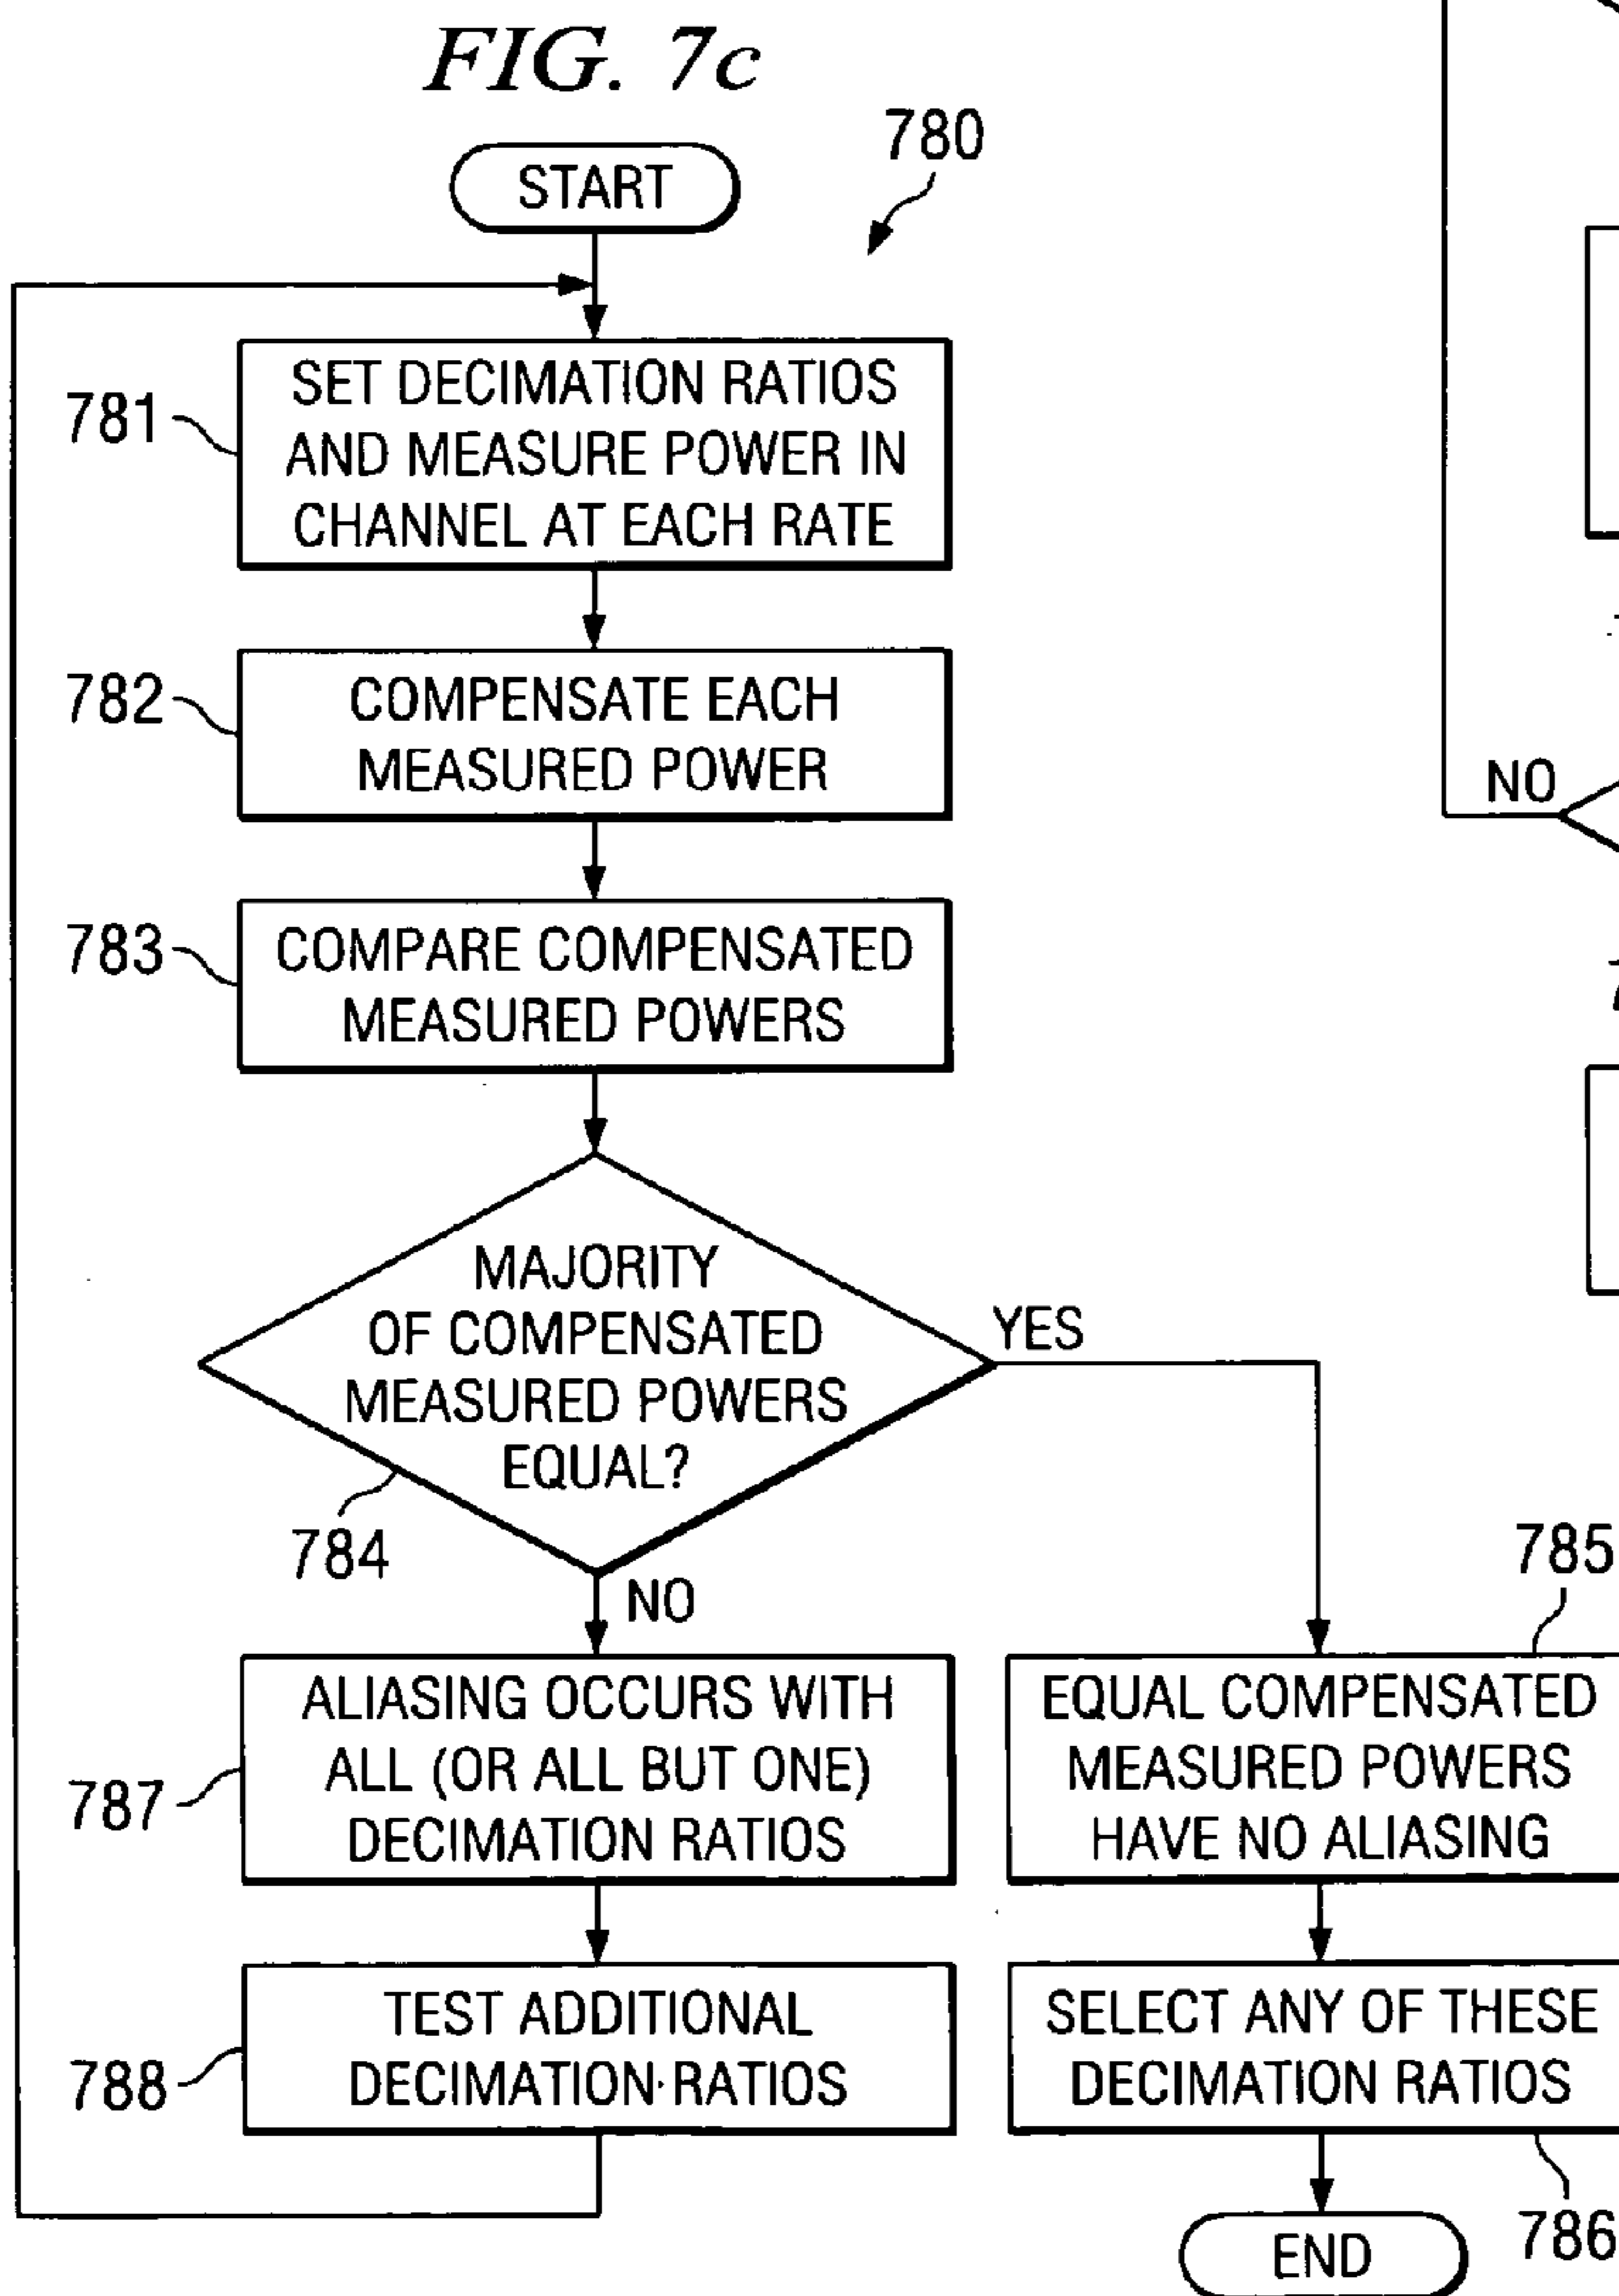 FIG. 7c
780
START
781
SET DECIMATION RATIOS
AND MEASURE POWER IN
CHANNEL AT EACH RATE
782
COMPENSATE EACH
MEASURED POWER
NO
783
COMPARE COMPENSATED
MEASURED POWERS
MAJORITY
OF COMPENSATED
MEASURED POWERS
EQUAL?
YES
784
NO
785
787
ALIASING OCCURS WITH
ALL (OR ALL BUT ONE)
DECIMATION RATIOS
EQUAL COMPENSATED
MEASURED POWERS
HAVE NO ALIASING
788
TEST ADDITIONAL
DECIMATION RATIOS
SELECT ANY OF THESE
DECIMATION RATIOS
786
END